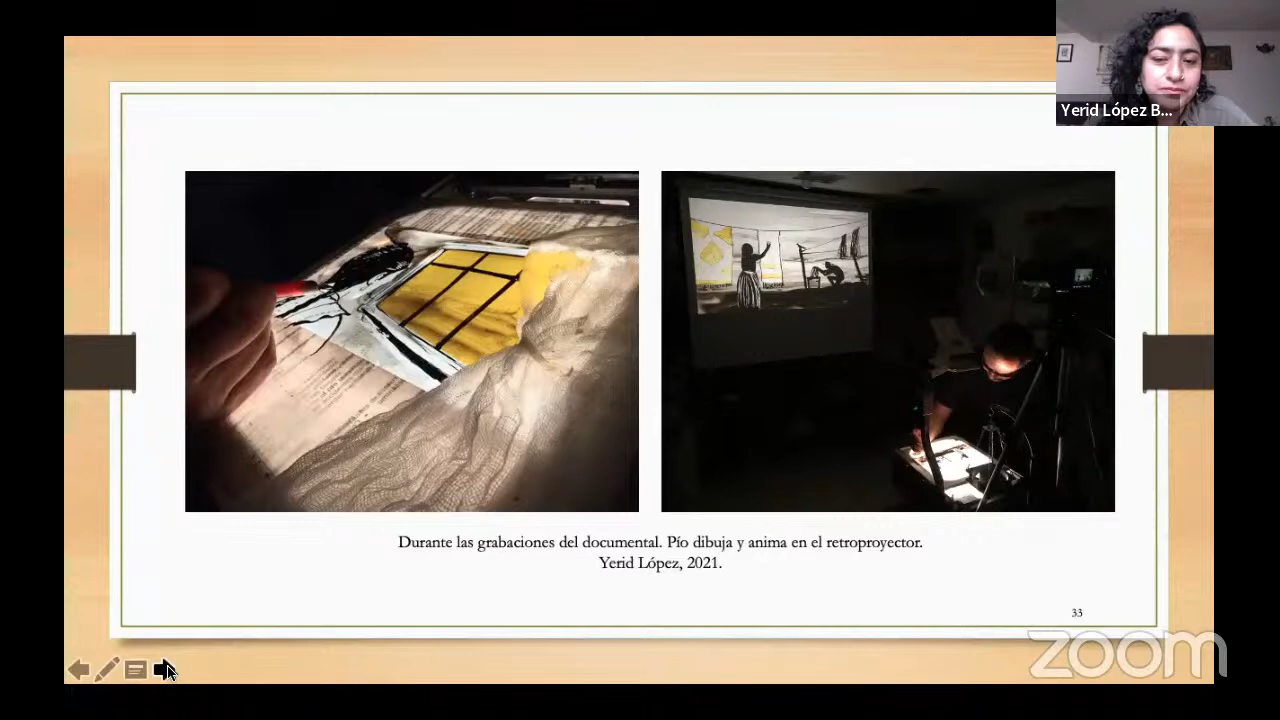 Yerid López B...
Durante las grabaciones del documental. Pío dibuja y anima en el retroproyector.
Yerid López, 2021.
33
zoom